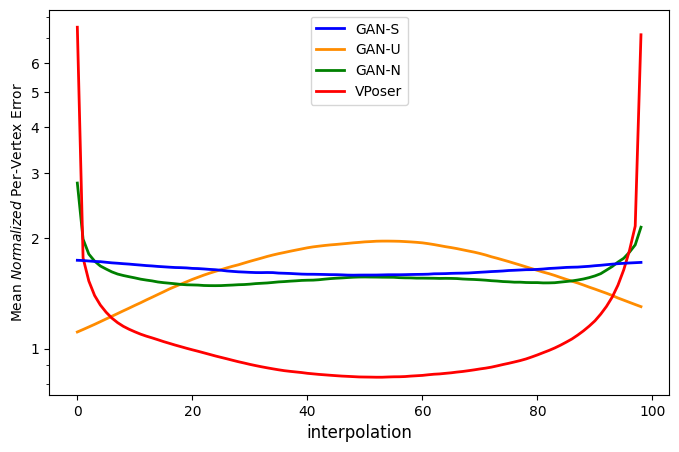 GAN-S
GAN-U
GAN-N
VPoser
Mean Normalized Per-Vertex Error
6
5
4
3
2
1
0
20
40
60
80
100
interpolation